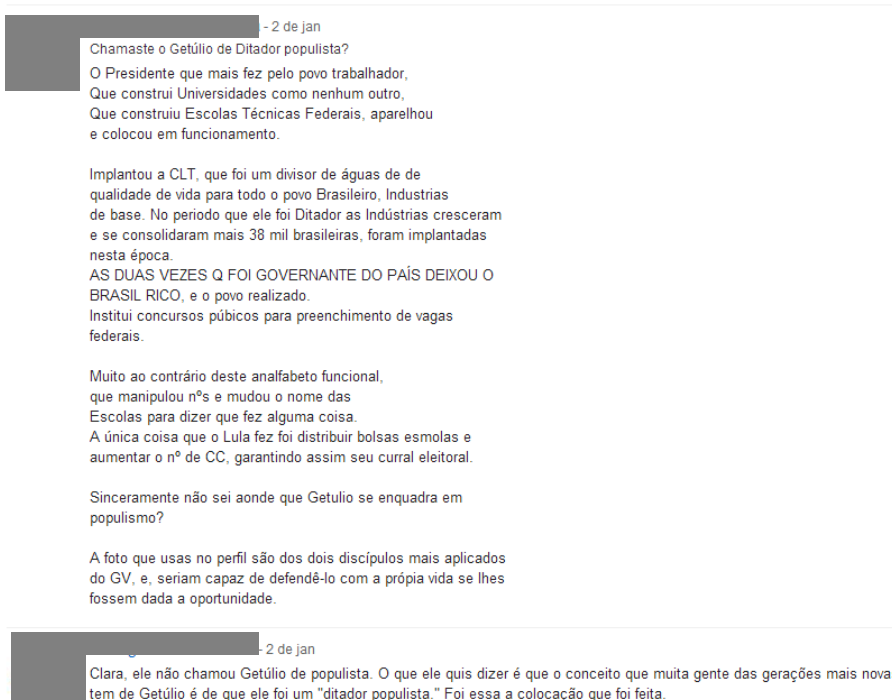 - 2 de jan
Chamaste o Getúlio de Ditador populista?
O Presidente que mais fez pelo povo trabalhador,
Que construi Universidades como nenhum outro,
Que construiu Escolas Técnicas Federais, aparelhou
e colocou em funcionamento.
Implantou a CLT, que foi um divisor de águas de de
qualidade de vida para todo o povo Brasileiro, Industrias
de base. No periodo que ele foi Ditador as Indústrias cresceram
e se consolidaram mais 38 mil brasileiras, foram implantadas
nesta época.
AS DUAS VEZES Q FOI GOVERNANTE DO PAÍS DEIXOU O
BRASIL RICO, e o povo realizado.
Institui concursos púbicos para preenchimento de vagas
federais.
Muito ao contrário deste analfabeto funcional,
que manipulou nºs e mudou o nome das
Escolas para dizer que fez alguma coisa.
A única coisa que o Lula fez foi distribuir bolsas esmolas e
aumentar o nº de CC, garantindo assim seu curral eleitoral.
Sinceramente não sei aonde que Getulio se enquadra em
populismo?
A foto que usas no perfil são dos dois discípulos mais aplicados
do GV, e, seriam capaz de defendê-lo com a própia vida se lhes
fossem dada a oportunidade.
- 2 de jan
Clara, ele não chamou Getúlio de populista. O que ele quis dizer é que o conceito que muita gente das gerações mais nova
tem de Getúlio é de que ele foi um "ditador populista." Foi essa a colocação que foi feita.